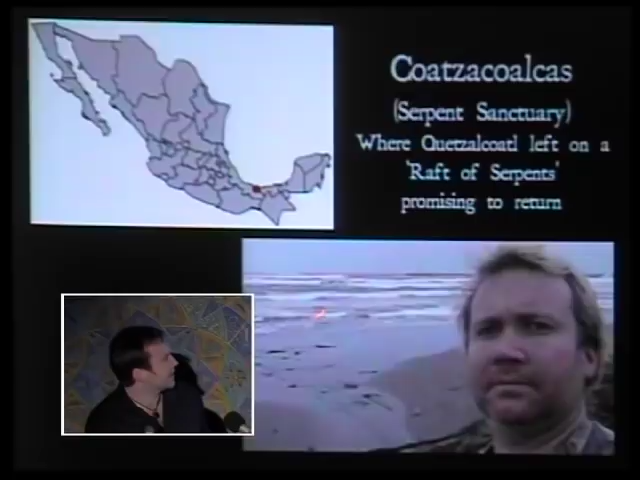 Coatzacoalcas
(Serpent Sanctuary)
Where Quetzalcoatl left on a
'Raft of Serpents'
promising to return